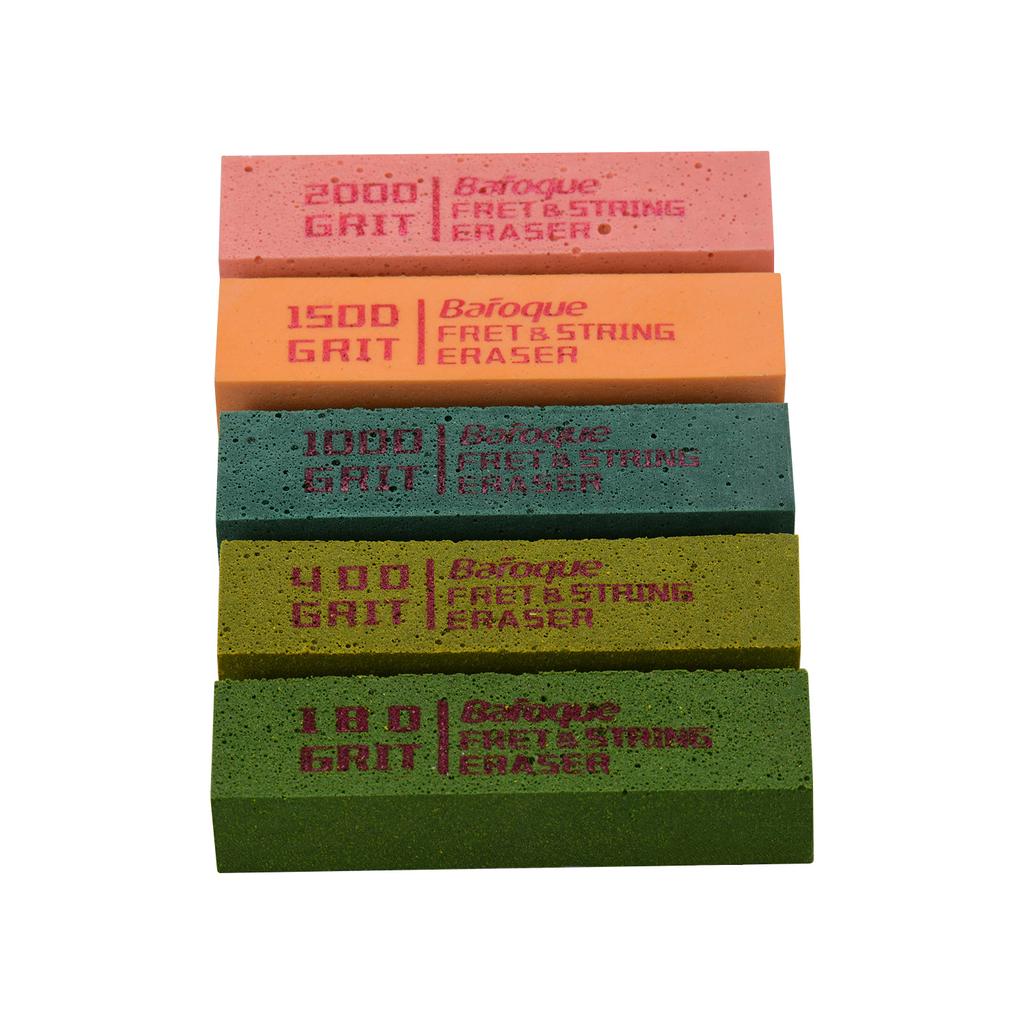 2000 GRIT
Bafoque
FRET & STRING
ERASER
1500 GRIT
Bafoque
FRET & STRING
ERASER
1000 GRIT
Bafoque
FRET & STRING
ERASER
400 GRIT
Bafoque
FRET & STRING
ERASER
180 GRIT
Bafoque
FRET & STRING
ERASER